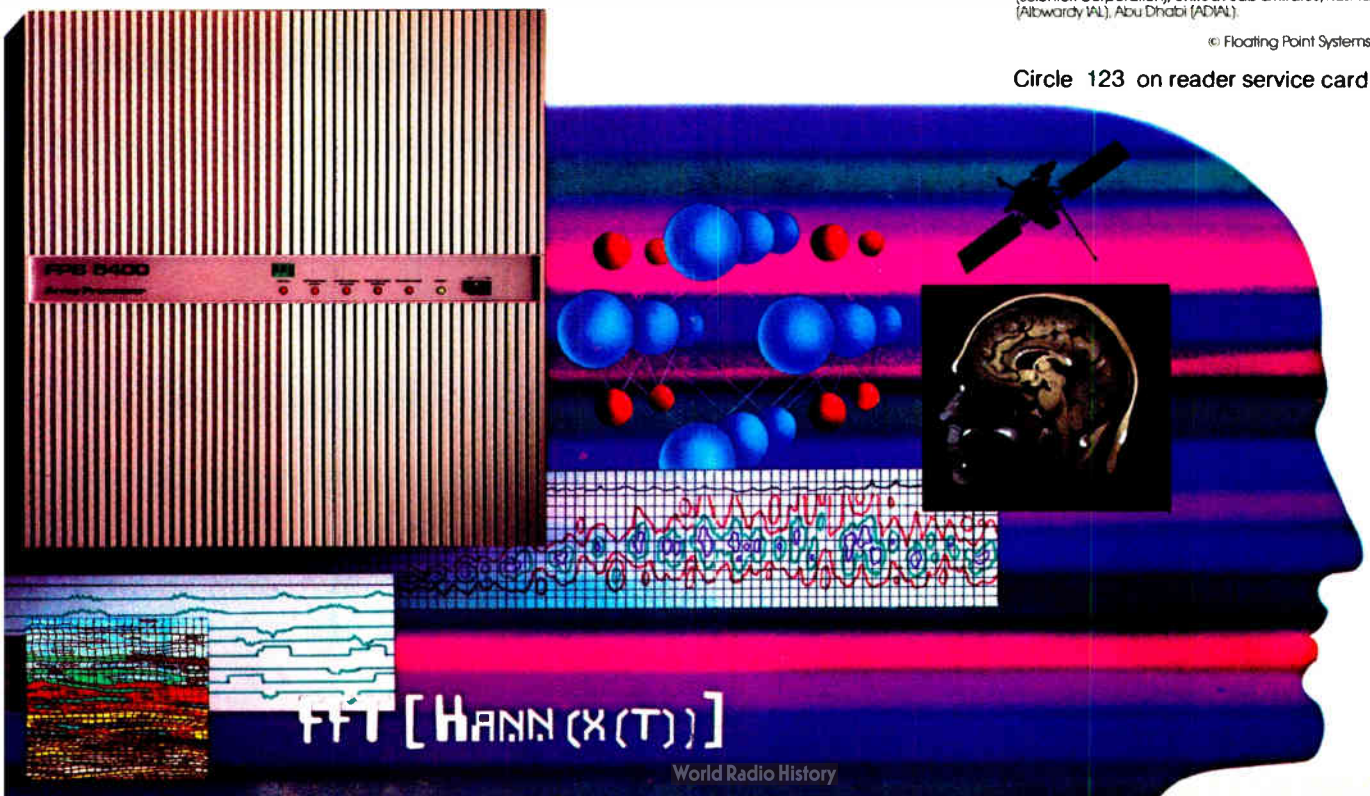 (Albwardy IAL), Abu Dhabi (ADIAL).
© Floating Point Systems
Circle 123 on reader service card
FPS 5400
Array Processor
FFT [HANN (X(T))]
World Radio History